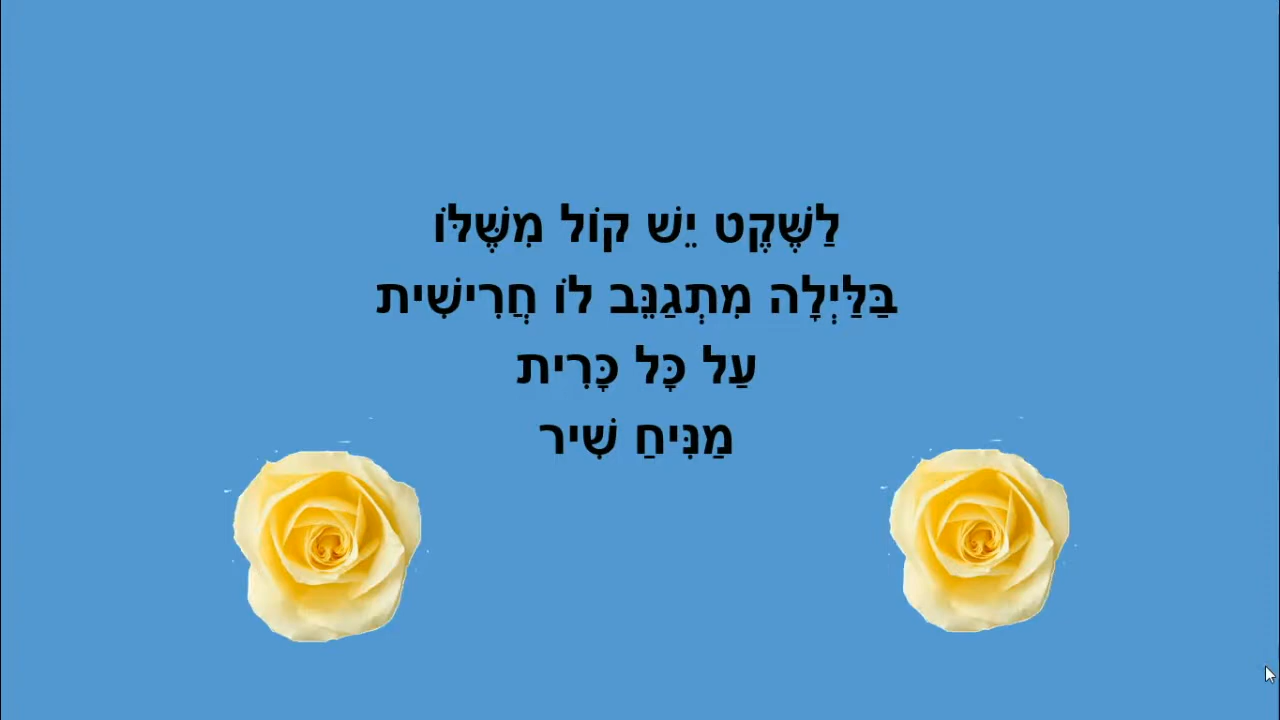 לַשֶּׁקֶט יֵשׁ קוֹל מִשֶּׁלּוֹ
בַּלַּיְלָה מִתְגַנֵּב לוֹ חֲרִישִׁית
עַל כָּל כָּרִית
מַנִּיחַ שִׁיר